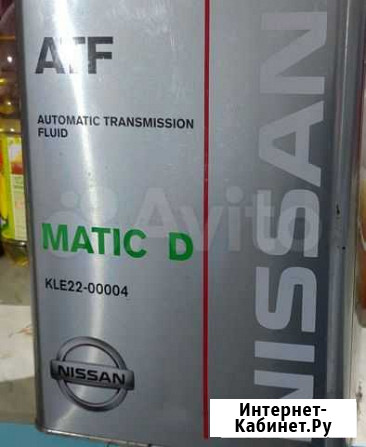 ATF
AUTOMATIC TRANSMISSION
FLUID
MATIC D
KLE22-00004
NISSAN
NISSAN
Avito
Интернет-
Кабинет.Ру